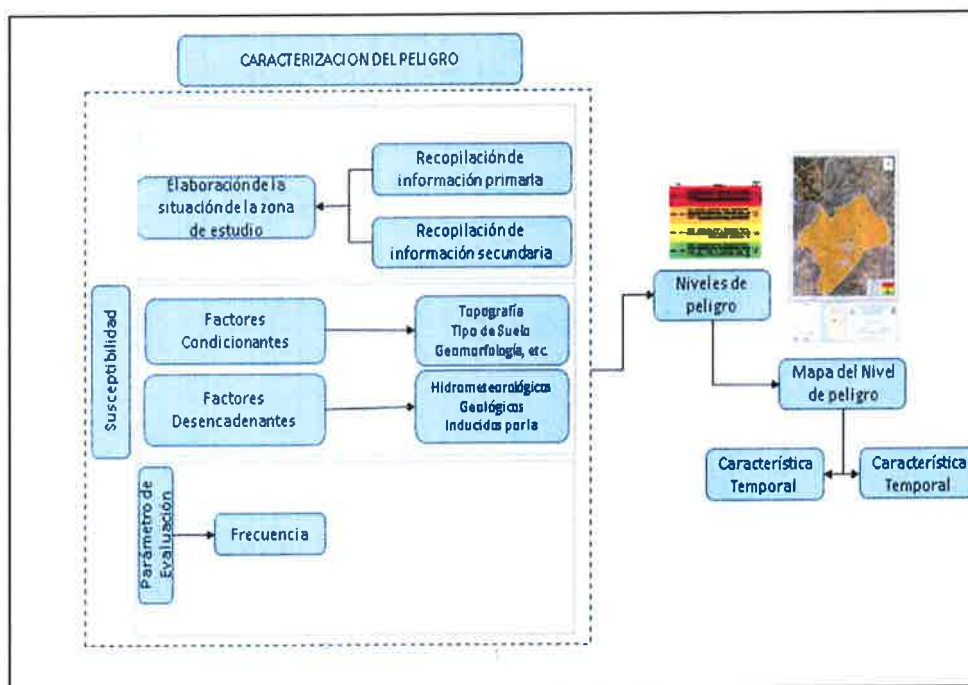 CARACTERIZACION DEL PELIGRO
Recopilación de
información primaria
Elaboración de la
situación de la zona
de estudio
Recopilación de
información secundaria
Susceptibilidad
Factores
Condicionantes
Topografía
Tipo de Suelo
Geomorfología, etc.
Factores
Desencadenantes
Hidrometeorológicos
Geológicos
Inducidos por la
Parámetro de
Evaluación
Frecuencia
Niveles de
peligro
Mapa del Nivel
de peligro
Característica
Temporal
Característica
Temporal